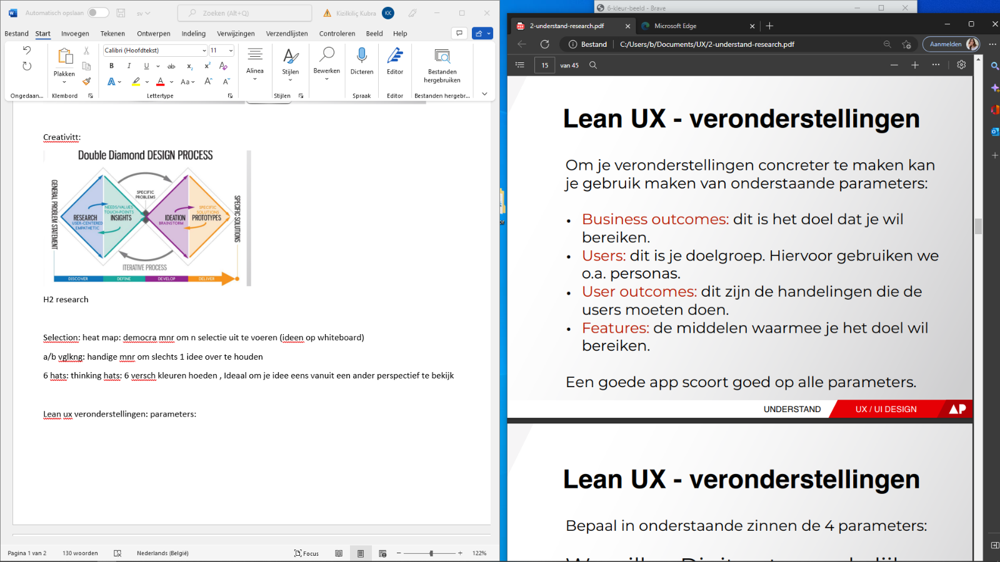 Automatisch opslaan
sv
Zoeken (Alt+Q)
Kizilkiliç Kubra
KK
Bestand Start Invoegen Tekenen Ontwerpen Indeling Verwijzingen Verzendlijsten Controleren Beeld Help
Calibri (Hoofdtekst) 11
Plakken
Alinea
Stijlen
Bewerken
Dicteren
Editor
Bestanden hergebruiken
Ongedaan... Klembord Lettertype Stijlen Spraak Editor Bestanden hergebr...
Creativitt:
Double Diamond DESIGN PROCESS
GENERAL PROBLEM STATEMENT
SPECIFIC PROBLEMS
SPECIFIC SOLUTIONS
RESEARCH
USER-CENTERED
EMPATHETIC
NEEDS/VALUES
TOUCH-POINTS
INSIGHTS
IDEATION
BRAINSTORM
SPECIFIC
SOLUTIONS
PROTOTYPES
ITERATIVE PROCESS
DISCOVER DEFINE DEVELOP DELIVER
H2 research
Selection: heat map: democra mnr om n selectie uit te voeren (ideen op whiteboard)
a/b vglkng: handige mnr om slechts 1 idee over te houden
6 hats: thinking hats: 6 versch kleuren hoeden , Ideaal om je idee eens vanuit een ander perspectief te bekijk
Lean ux veronderstellingen: parameters:
Pagina 1 van 2 130 woorden Nederlands (België) Focus 122%
6-kleur-beeld - Brave
2-understand-research.pdf
Microsoft Edge
Bestand C:/Users/b/Documents/UX/2-understand-research.pdf
Aanmelden
15 van 45
Lean UX - veronderstellingen
Om je veronderstellingen concreter te maken kan
je gebruik maken van onderstaande parameters:
• Business outcomes: dit is het doel dat je wil
bereiken.
• Users: dit is je doelgroep. Hiervoor gebruiken we
o.a. personas.
• User outcomes: dit zijn de handelingen die de
users moeten doen.
• Features: de middelen waarmee je het doel wil
bereiken.
Een goede app scoort goed op alle parameters.
UNDERSTAND UX / UI DESIGN AP
Lean UX - veronderstellingen
Bepaal in onderstaande zinnen de 4 parameters: